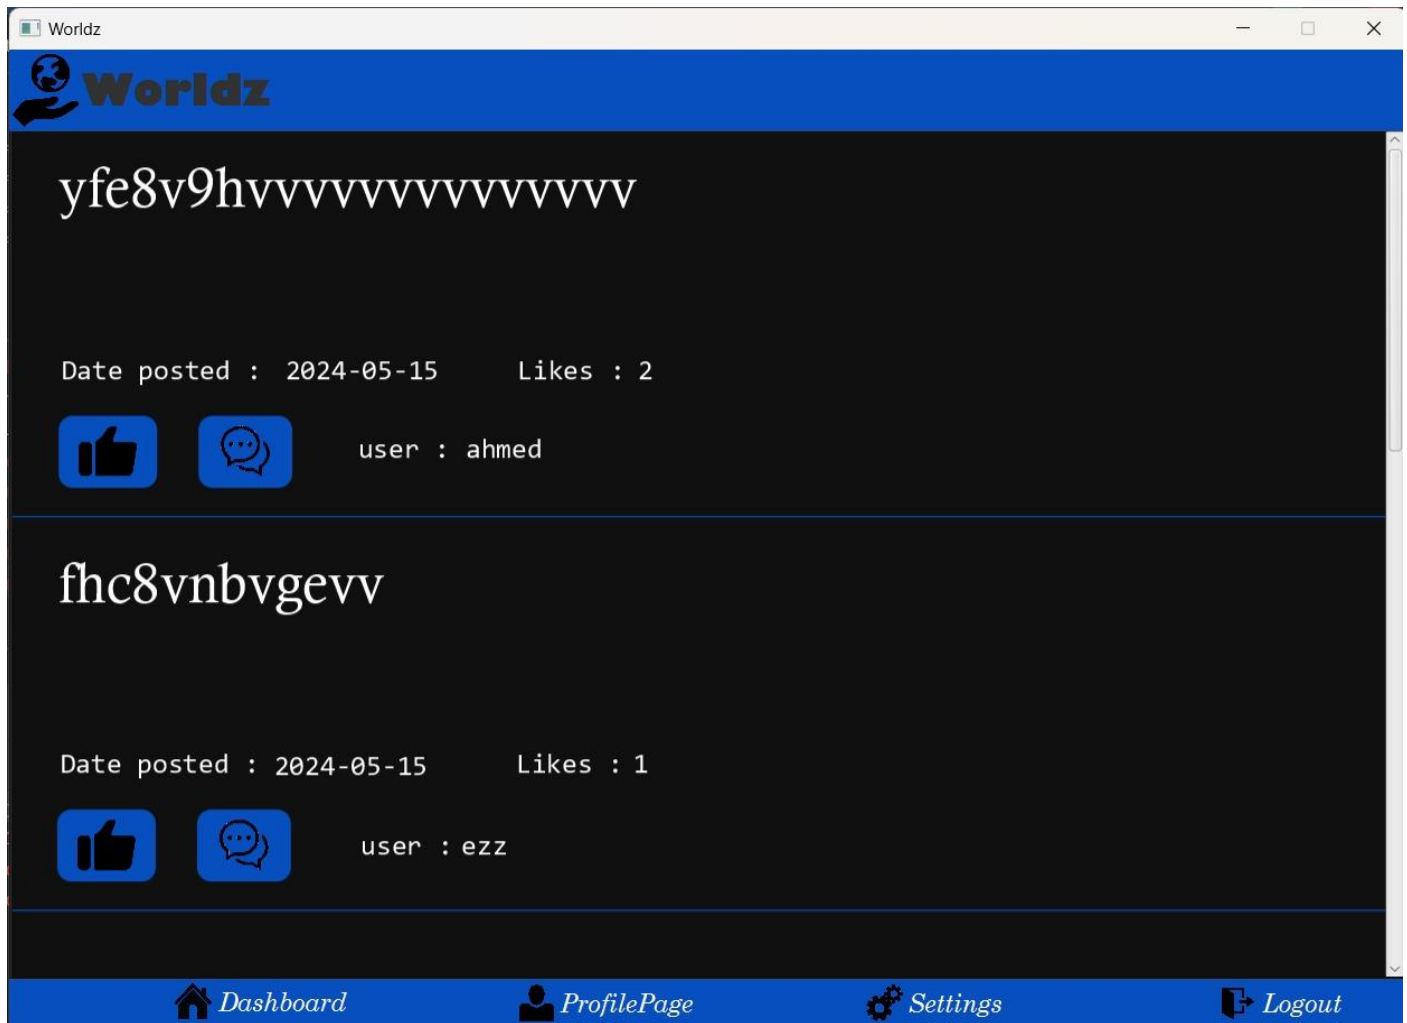 Worldz
Worldz
yfe8v9hvvvvvvvvvvvvvv
Date posted : 2024-05-15 Likes : 2
user : ahmed
fhc8vnbvgevv
Date posted : 2024-05-15 Likes : 1
user : ezz
Dashboard ProfilePage Settings Logout